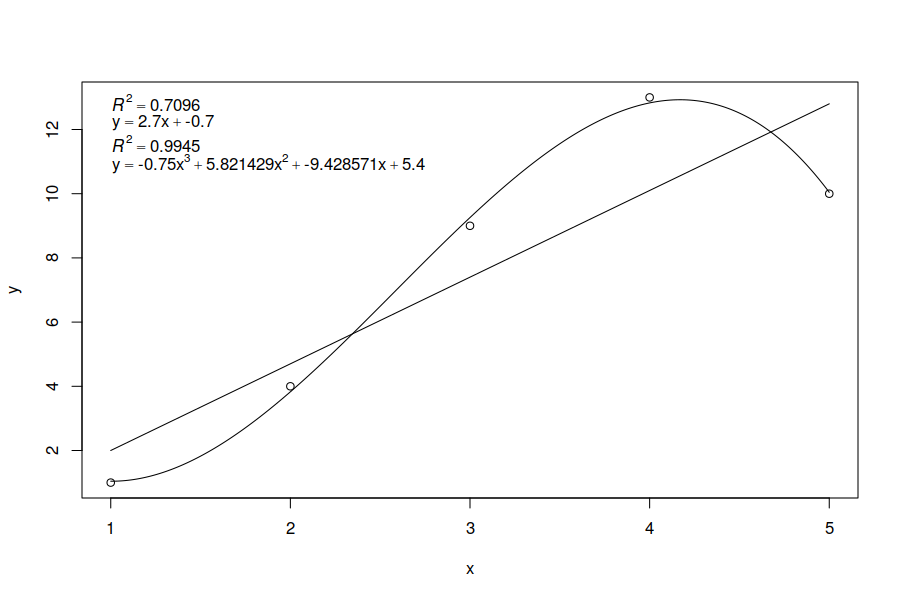 R² = 0.7096
y = 2.7x + -0.7
R² = 0.9945
y = -0.75x³ + 5.821429x² + -9.428571x + 5.4
12
10
8
6
4
2
y
1 2 3 4 5
x